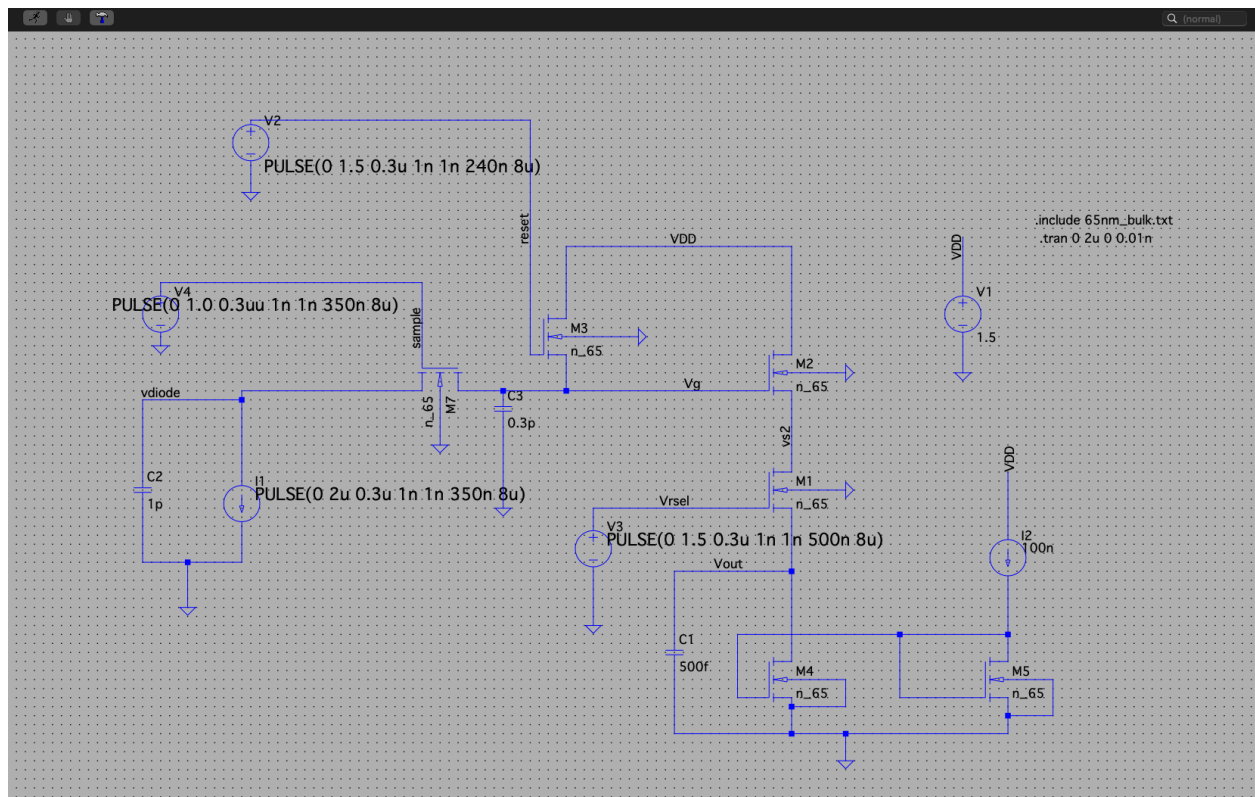 (normal)
V2
PULSE(0 1.5 0.3u 1n 1n 240n 8u)
reset
VDD
.include 65nm_bulk.txt
.tran 0 2u 0 0.01n
VDD
V4
PULSE(0 1.0 0.3uu 1n 1n 350n 8u)
sample
M3
n_65
V1
1.5
M2
n_65
vdiode
n_65
M7
C3
0.3p
Vg
vs2
VDD
C2
1p
I1
PULSE(0 2u 0.3u 1n 1n 350n 8u)
M1
n_65
Vrsel
V3
PULSE(0 1.5 0.3u 1n 1n 500n 8u)
I2
100n
Vout
C1
500f
M4
n_65
M5
n_65